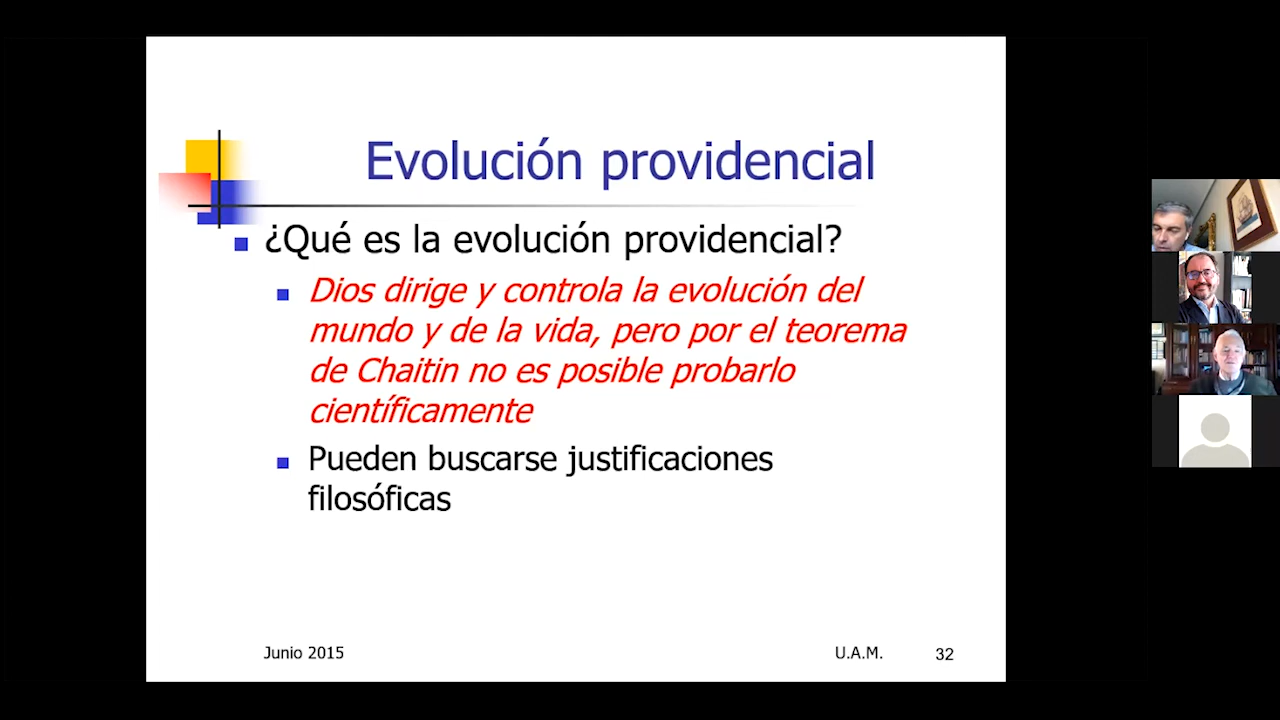 Evolución providencial
¿Qué es la evolución providencial?
Dios dirige y controla la evolución del
mundo y de la vida, pero por el teorema
de Chaitin no es posible probarlo
científicamente
Pueden buscarse justificaciones
filosóficas
Junio 2015
U.A.M.
32